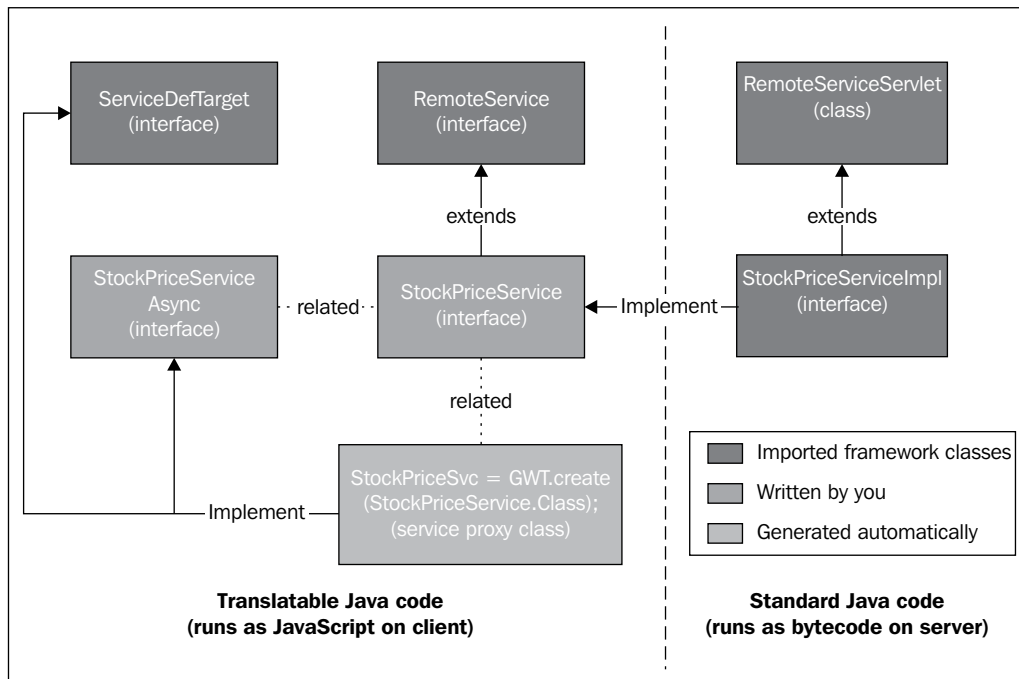 ServiceDefTarget
(interface)
RemoteService
(interface)
RemoteServiceServlet
(class)
extends
extends
StockPriceService
Async
(interface)
related
StockPriceService
(interface)
Implement
StockPriceServiceImpl
(interface)
related
StockPriceSvc = GWT.create
(StockPriceService.Class);
(service proxy class)
Implement
Imported framework classes
Written by you
Generated automatically
Translatable Java code
(runs as JavaScript on client)
Standard Java code
(runs as bytecode on server)